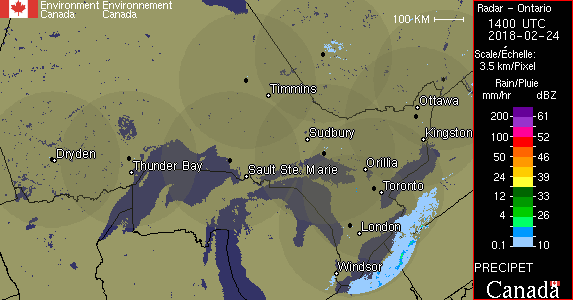 Environment Environnement
Canada Canada
100 KM
Timmins
Ottawa
Sudbury
Kingston
Dryden
Thunder Bay
Sault Ste. Marie
Orillia
Toronto
London
Windsor
Radar - Ontario
1400 UTC
2018-02-24
Scale/Échelle:
3.5 km/Pixel
Rain/Pluie
mm/hr dBZ
200 61
100 52
50 46
24 39
12 33
4 26
0.1 10
PRECIPET
Canada